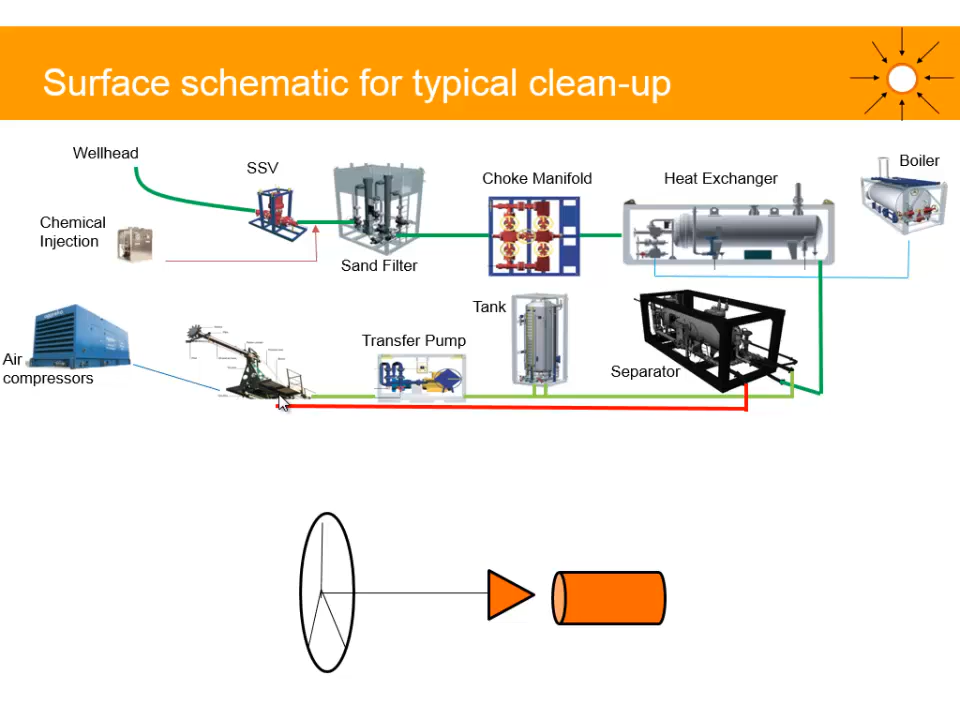 Surface schematic for typical clean-up
Wellhead
SSV
Choke Manifold
Heat Exchanger
Boiler
Chemical
Injection
Sand Filter
Tank
Transfer Pump
Air
compressors
Separator